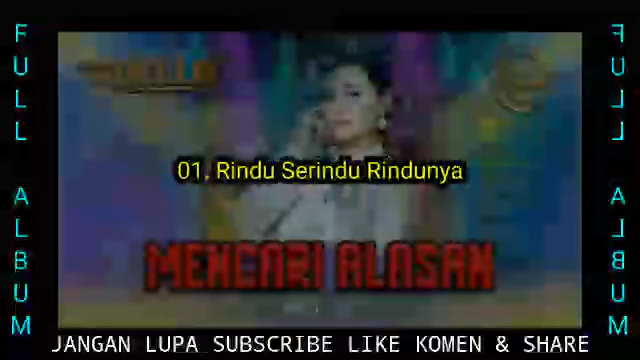 FULL ALBUM
01. Rindu Serindu Rindunya
MENCARI ALASAN
FULL ALBUM
JANGAN LUPA SUBSCRIBE LIKE KOMEN & SHARE